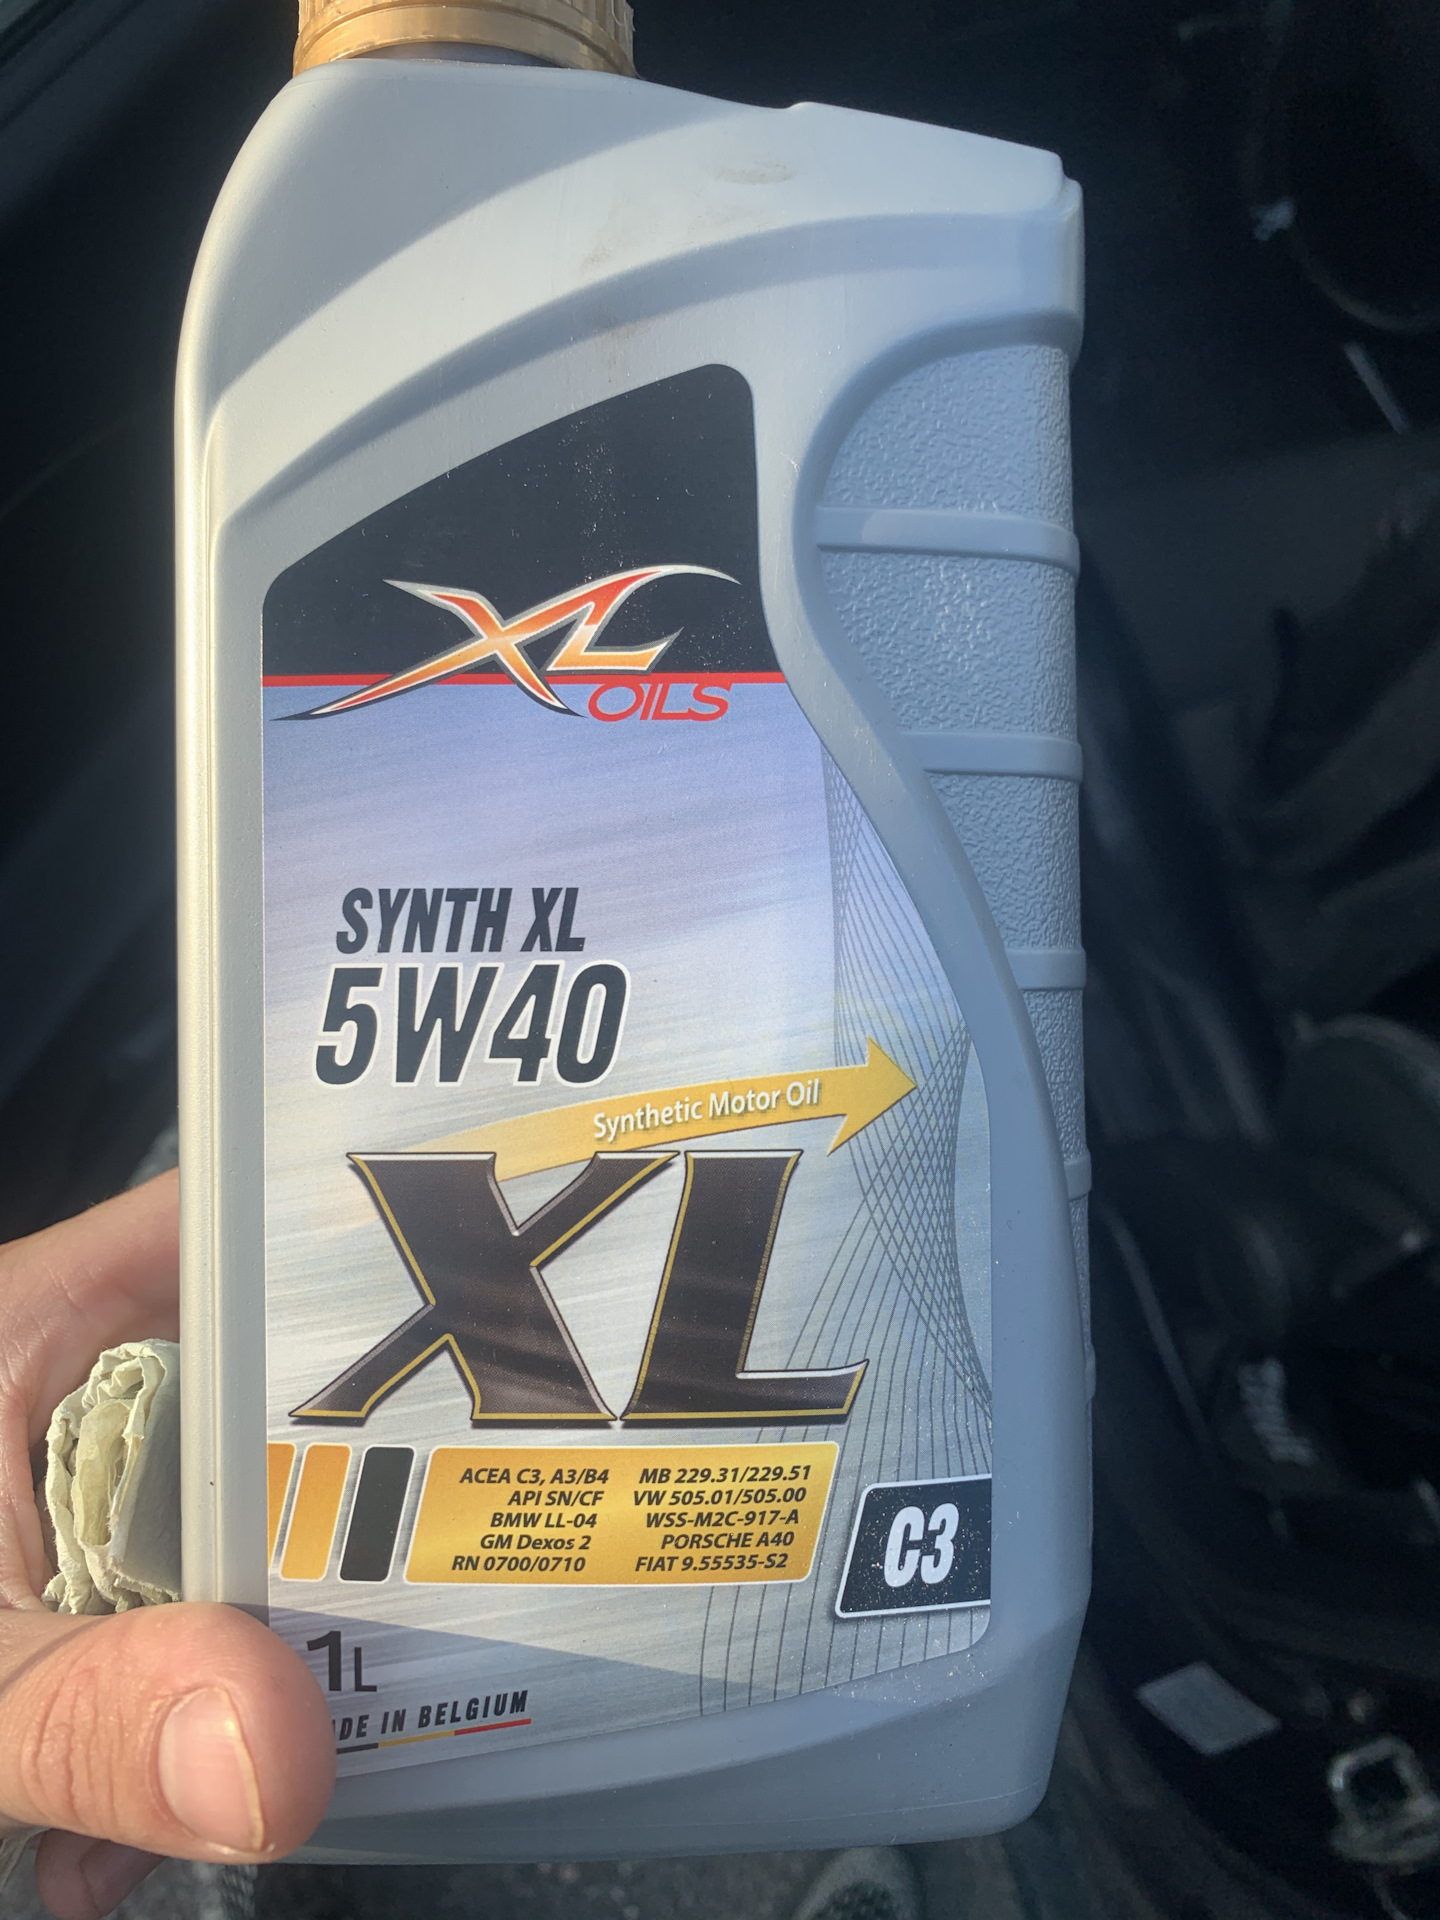 XL
OILS
SYNTH XL
5W40
Synthetic Motor Oil
XL
ACEA C3, A3/B4
API SN/CF
BMW LL-04
GM Dexos 2
RN 0700/0710
MB 229.31/229.51
VW 505.01/505.00
WSS-M2C-917-A
PORSCHE A40
FIAT 9.55535-S2
C3
1L
IN BELGIUM